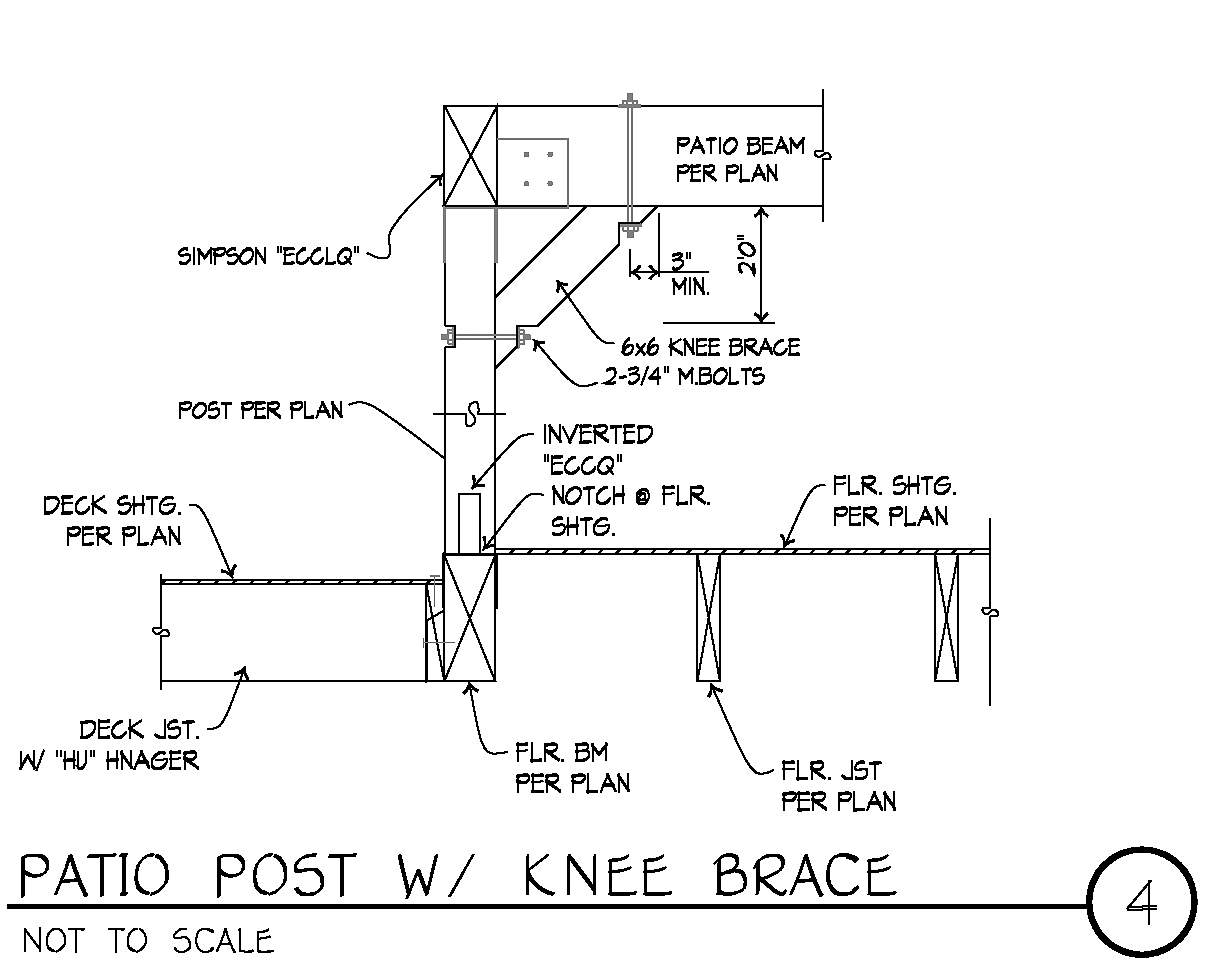 PATIO BEAM
PER PLAN
SIMPSON "ECCLQ"
3"
MIN.
2'0"
6x6 KNEE BRACE
2-3/4" M.BOLTS
POST PER PLAN
INVERTED
"ECCQ"
NOTCH @ FLR.
SHTG.
FLR. SHTG.
PER PLAN
DECK SHTG.
PER PLAN
DECK JST.
W/ "HU" HNAGER
FLR. BM
PER PLAN
FLR. JST
PER PLAN
PATIO POST W/ KNEE BRACE
4
NOT TO SCALE